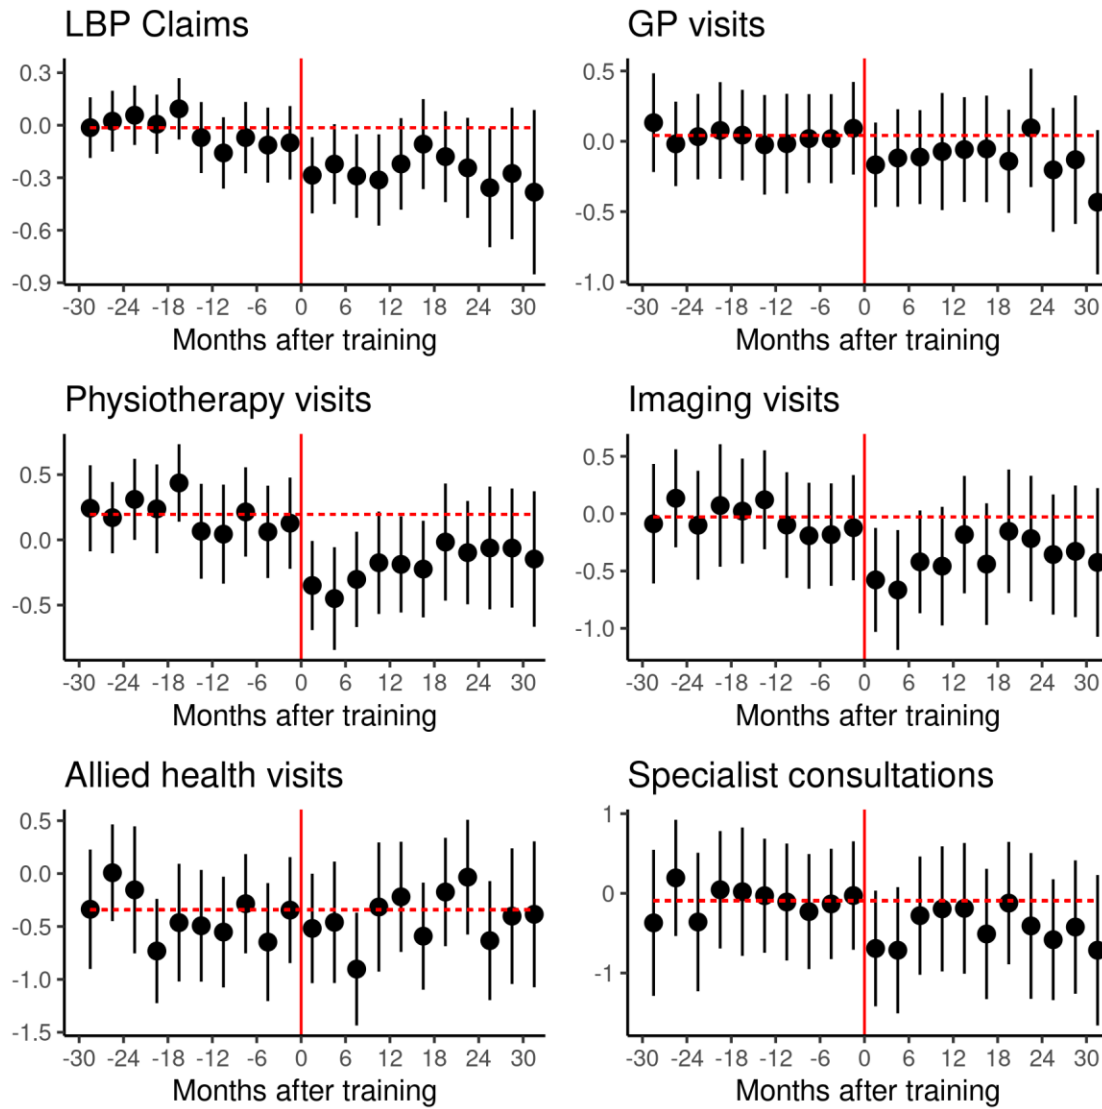 LBP Claims
0.3
0.0
-0.3
-0.6
-0.9
-30 -24 -18 -12 -6 0 6 12 18 24 30
Months after training
GP visits
0.5
0.0
-0.5
-1.0
-30 -24 -18 -12 -6 0 6 12 18 24 30
Months after training
Physiotherapy visits
0.5
0.0
-0.5
-30 -24 -18 -12 -6 0 6 12 18 24 30
Months after training
Imaging visits
0.5
0.0
-0.5
-1.0
-30 -24 -18 -12 -6 0 6 12 18 24 30
Months after training
Allied health visits
0.5
0.0
-0.5
-1.0
-1.5
-30 -24 -18 -12 -6 0 6 12 18 24 30
Months after training
Specialist consultations
1
0
-1
-30 -24 -18 -12 -6 0 6 12 18 24 30
Months after training